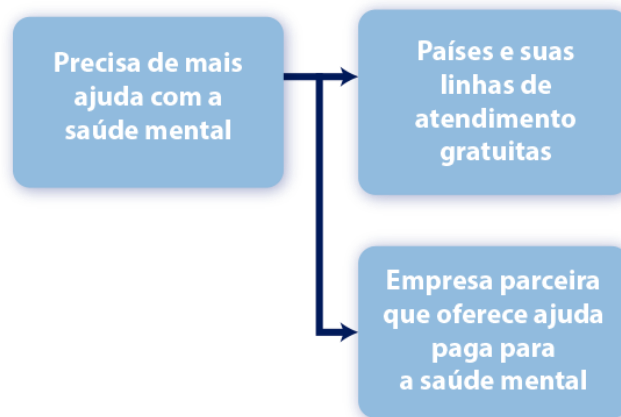 Precisa de mais
ajuda com a
saúde mental
Países e suas
linhas de
atendimento
gratuitas
Empresa parceira
que oferece ajuda
paga para
a saúde mental